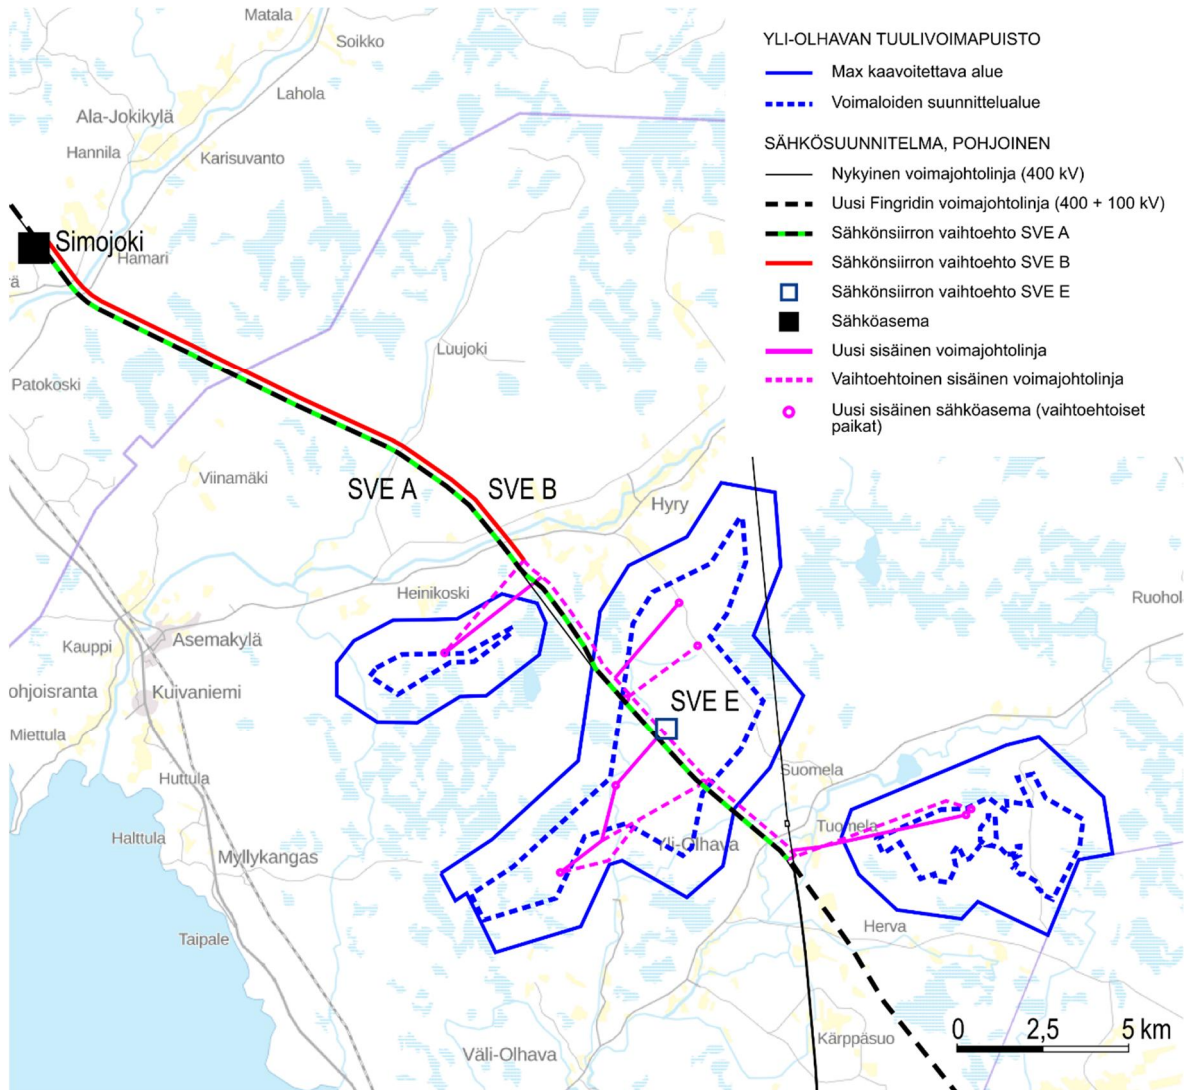 Matala
Soikko
Lahola
Ala-Jokikylä
Hannila
Karisuvanto
Simojoki
Hamari
ä
Luujoki
Patokoski
Viinamäki
SVE A
SVE B
Hyry
Heinikoski
Ruohol
Kauppi
Asemakylä
ohjoisranta
Kuivaniemi
SVE E
Miettula
Huttula
Suomela
Halttula
Tuomela
Yli-Olhava
Myllykangas
Taipale
Herva
Väli-Olhava
Kärppäsuo
0 2,5 5 km
YLI-OLHAVAN TUULIVOIMAPUISTO
Max kaavoitettava alue
Voimaloiden suunnittelualue
SÄHKÖSUUNNITELMA, POHJOINEN
Nykyinen voimajohtolinja (400 kV)
Uusi Fingridin voimajohtolinja (400 + 100 kV)
Sähkönsiirron vaihtoehto SVE A
Sähkönsiirron vaihtoehto SVE B
Sähkönsiirron vaihtoehto SVE E
Sähköasema
Uusi sisäinen voimajohtolinja
Vaihtoehtoinen sisäinen voimajohtolinja
Uusi sisäinen sähköasema (vaihtoehtoiset
paikat)